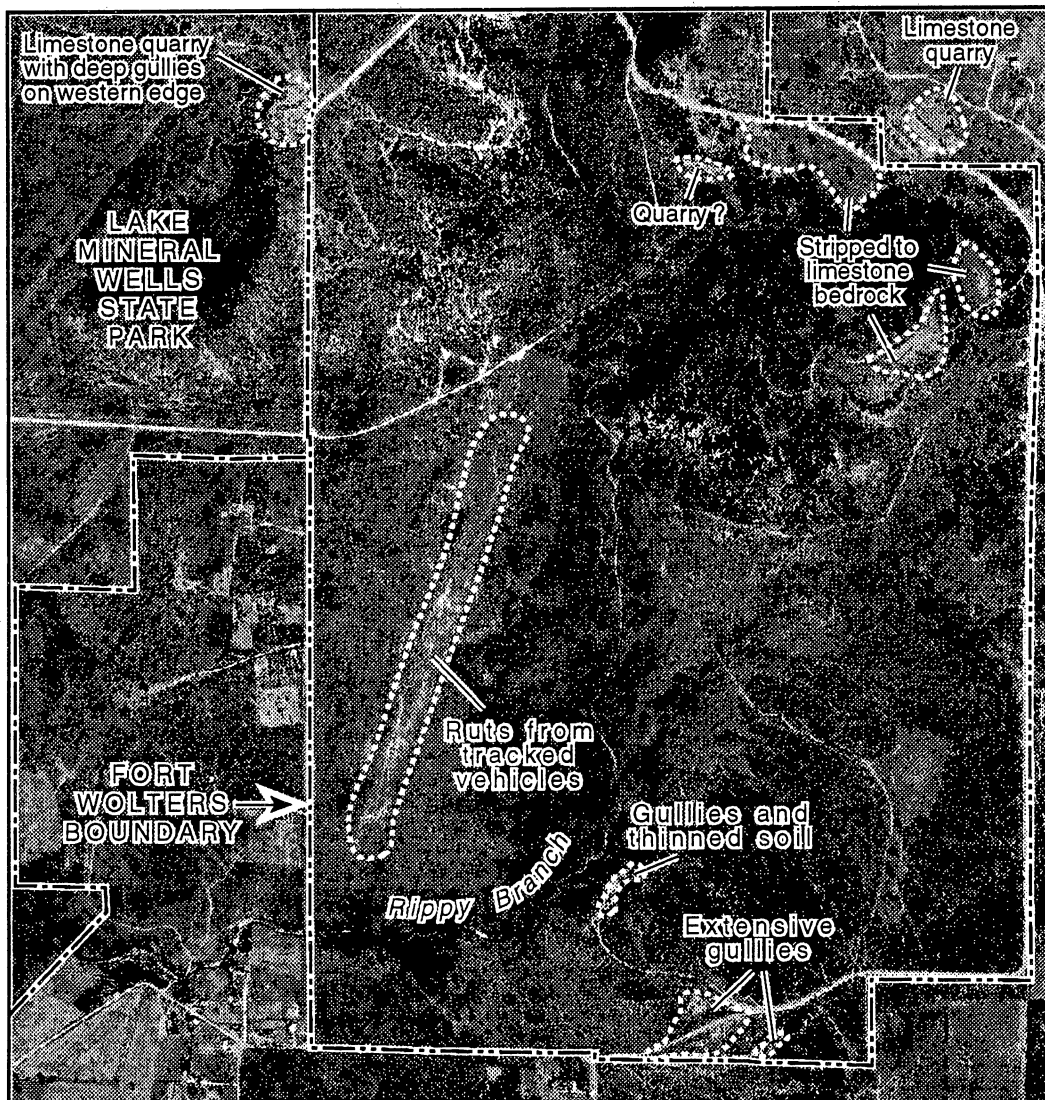 Limestone quarry
with deep gullies
on western edge
Limestone
quarry
LAKE
MINERAL
WELLS
STATE
PARK
Quarry ?
Stripped to
limestone
bedrock
Ruts from
tracked
vehicles
FORT
WOLTERS
BOUNDARY
Gullies and
thinned soil
Rippy Branch
Extensive
gullies